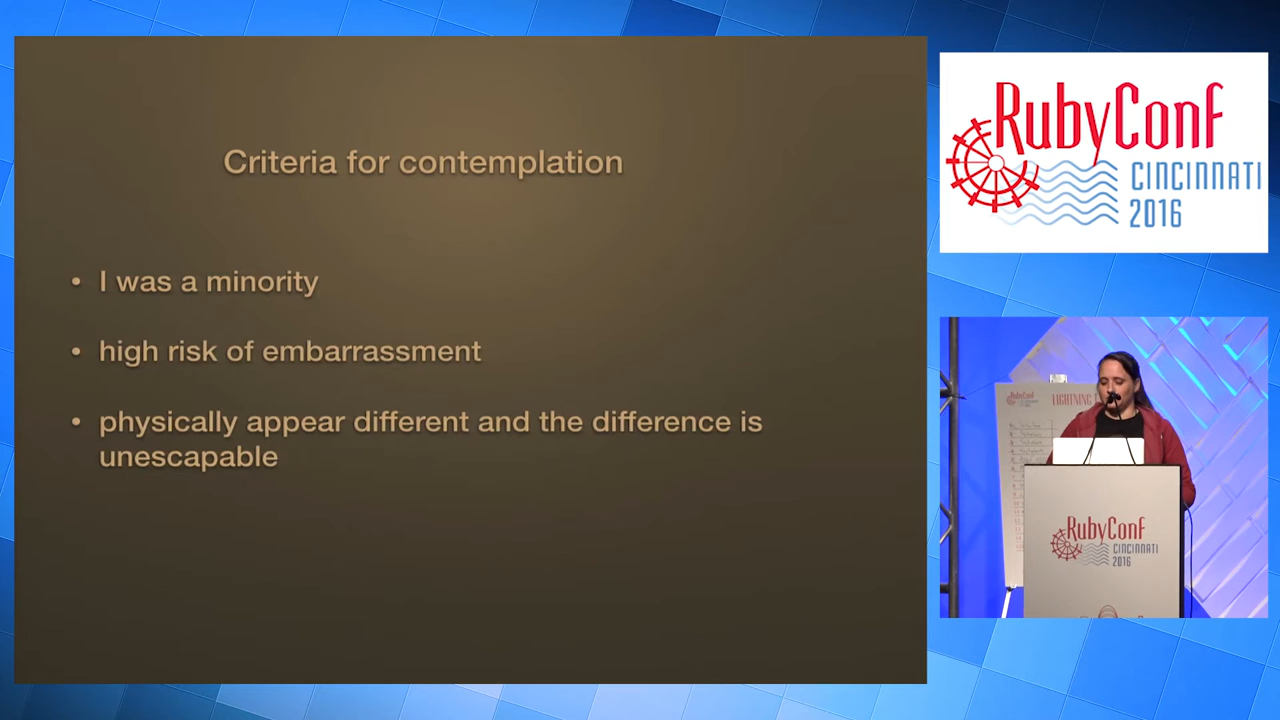 Criteria for contemplation
• I was a minority
• high risk of embarrassment
• physically appear different and the difference is
unescapable
RubyConf
CINCINNATI
2016
RubyConf
LIGHTNING
RubyConf
CINCINNATI
2016